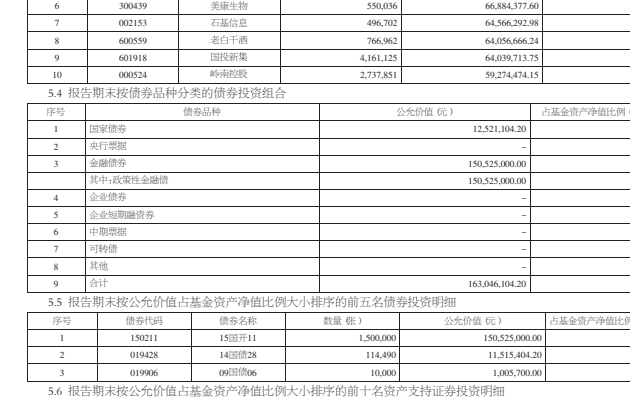 6 300439 美康生物 550,036 66,884,377.60
7 002153 石基信息 496,702 64,566,292.98
8 600559 老白干酒 766,962 64,056,666.24
9 601918 国投新集 4,161,125 64,039,713.75
10 000524 岭南控股 2,737,851 59,274,474.15
5.4 报告期末按债券品种分类的债券投资组合
序号 债券品种 公允价值(元) 占基金资产净值比例(
1 国家债券 12,521,104.20
2 央行票据 –
3 金融债券 150,525,000.00
其中:政策性金融债 150,525,000.00
4 企业债券 –
5 企业短期融资券 –
6 中期票据 –
7 可转债 –
8 其他 –
9 合计 163,046,104.20
5.5 报告期末按公允价值占基金资产净值比例大小排序的前五名债券投资明细
序号 债券代码 债券名称 数量(张) 公允价值(元) 占基金资产净值比例
1 150211 15国开11 1,500,000 150,525,000.00
2 019428 14国债28 114,490 11,515,404.20
3 019906 09国债06 10,000 1,005,700.00
5.6 报告期末按公允价值占基金资产净值比例大小排序的前十名资产支持证券投资明细